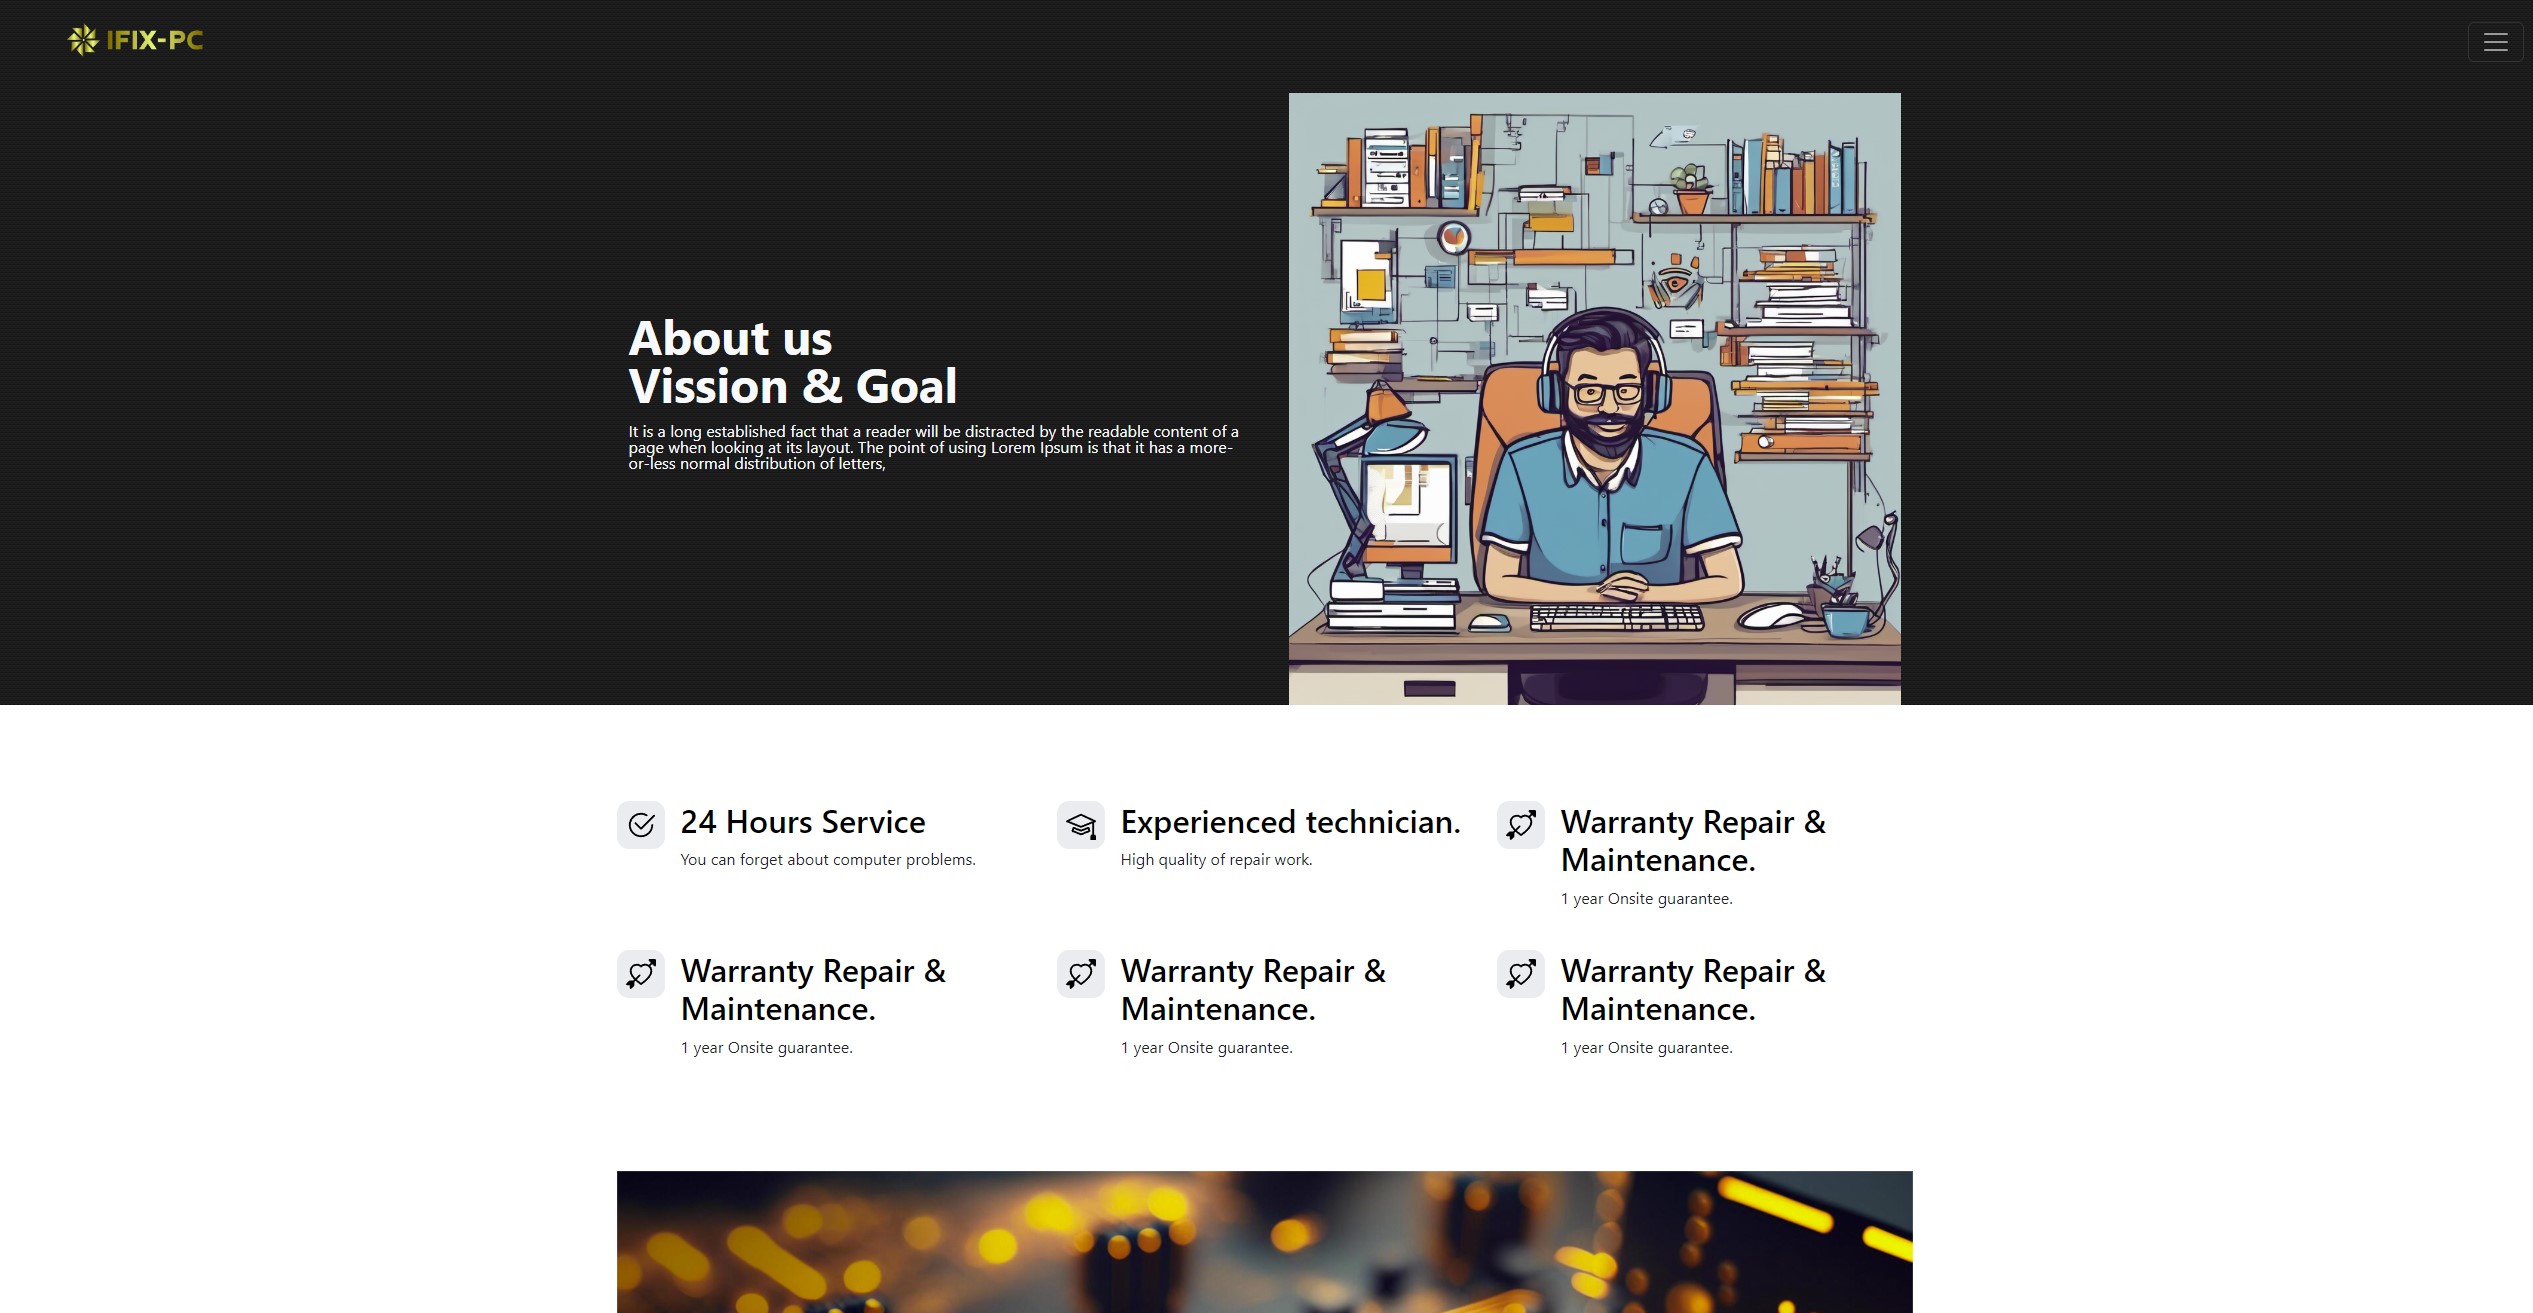 IFIX-PC
About us
Vission & Goal
It is a long established fact that a reader will be distracted by the readable content of a
page when looking at its layout. The point of using Lorem Ipsum is that it has a more-
or-less normal distribution of letters,
24 Hours Service
You can forget about computer problems.
Experienced technician.
High quality of repair work.
Warranty Repair &
Maintenance.
1 year Onsite guarantee.
Warranty Repair &
Maintenance.
1 year Onsite guarantee.
Warranty Repair &
Maintenance.
1 year Onsite guarantee.
Warranty Repair &
Maintenance.
1 year Onsite guarantee.